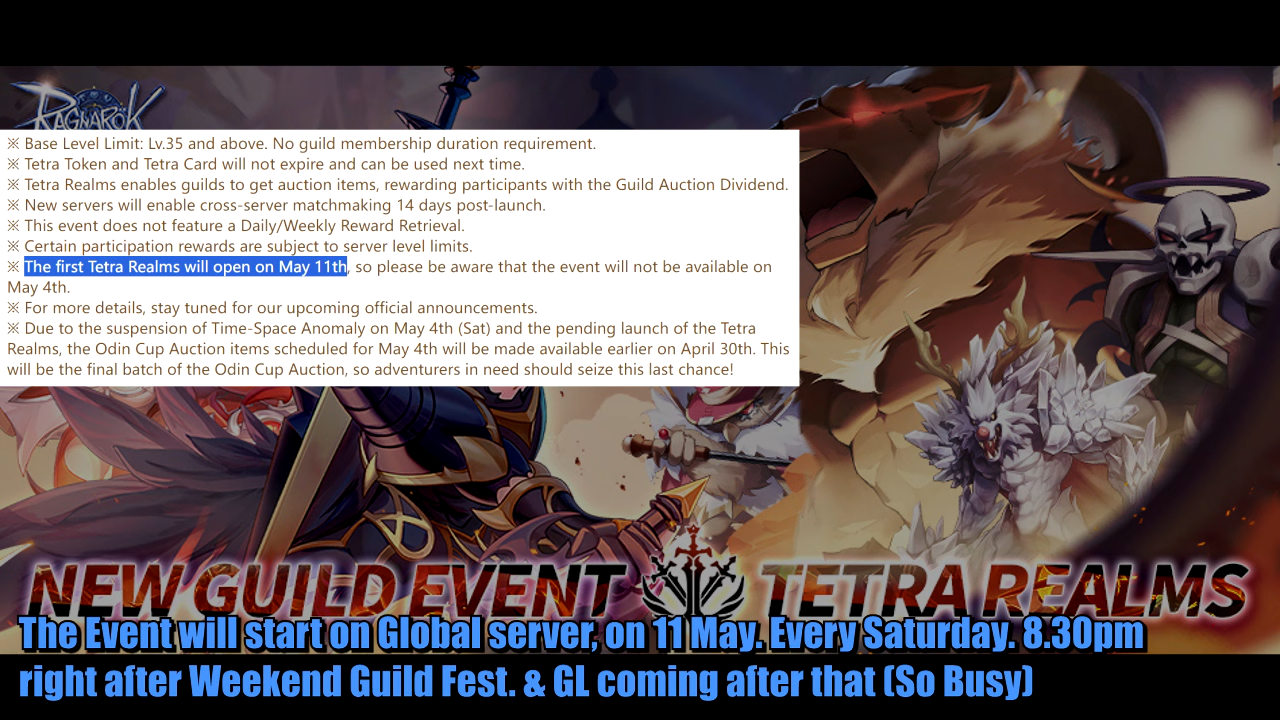 RAGNARÖK
※ Base Level Limit: Lv.35 and above. No guild membership duration requirement.
※ Tetra Token and Tetra Card will not expire and can be used next time.
※ Tetra Realms enables guilds to get auction items, rewarding participants with the Guild Auction Dividend.
※ New servers will enable cross-server matchmaking 14 days post-launch.
※ This event does not feature a Daily/Weekly Reward Retrieval.
※ Certain participation rewards are subject to server level limits.
※ The first Tetra Realms will open on May 11th, so please be aware that the event will not be available on
May 4th.
※ For more details, stay tuned for our upcoming official announcements.
※ Due to the suspension of Time-Space Anomaly on May 4th (Sat) and the pending launch of the Tetra
Realms, the Odin Cup Auction items scheduled for May 4th will be made available earlier on April 30th. This
will be the final batch of the Odin Cup Auction, so adventurers in need should seize this last chance!
NEW GUILD EVENT TETRA REALMS
The Event will start on Global server, on 11 May. Every Saturday. 8.30pm
right after Weekend Guild Fest. & GL coming after that (So Busy)